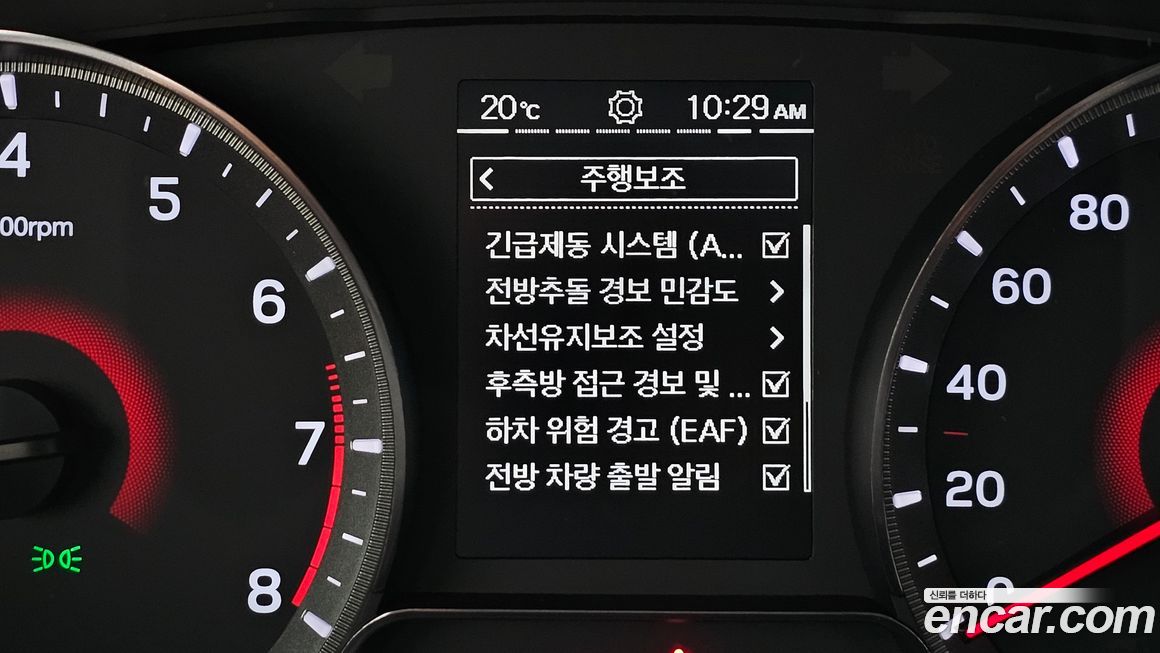 20℃ 10:29 AM
주행보조
긴급제동 시스템 (A...
전방추돌 경보 민감도
차선유지보조 설정
후측방 접근 경보 및 ...
하차 위험 경고 (EAF)
전방 차량 출발 알림
4
5
00rpm
6
7
8
80
60
40
20
0
신뢰를 더하다
encar.com